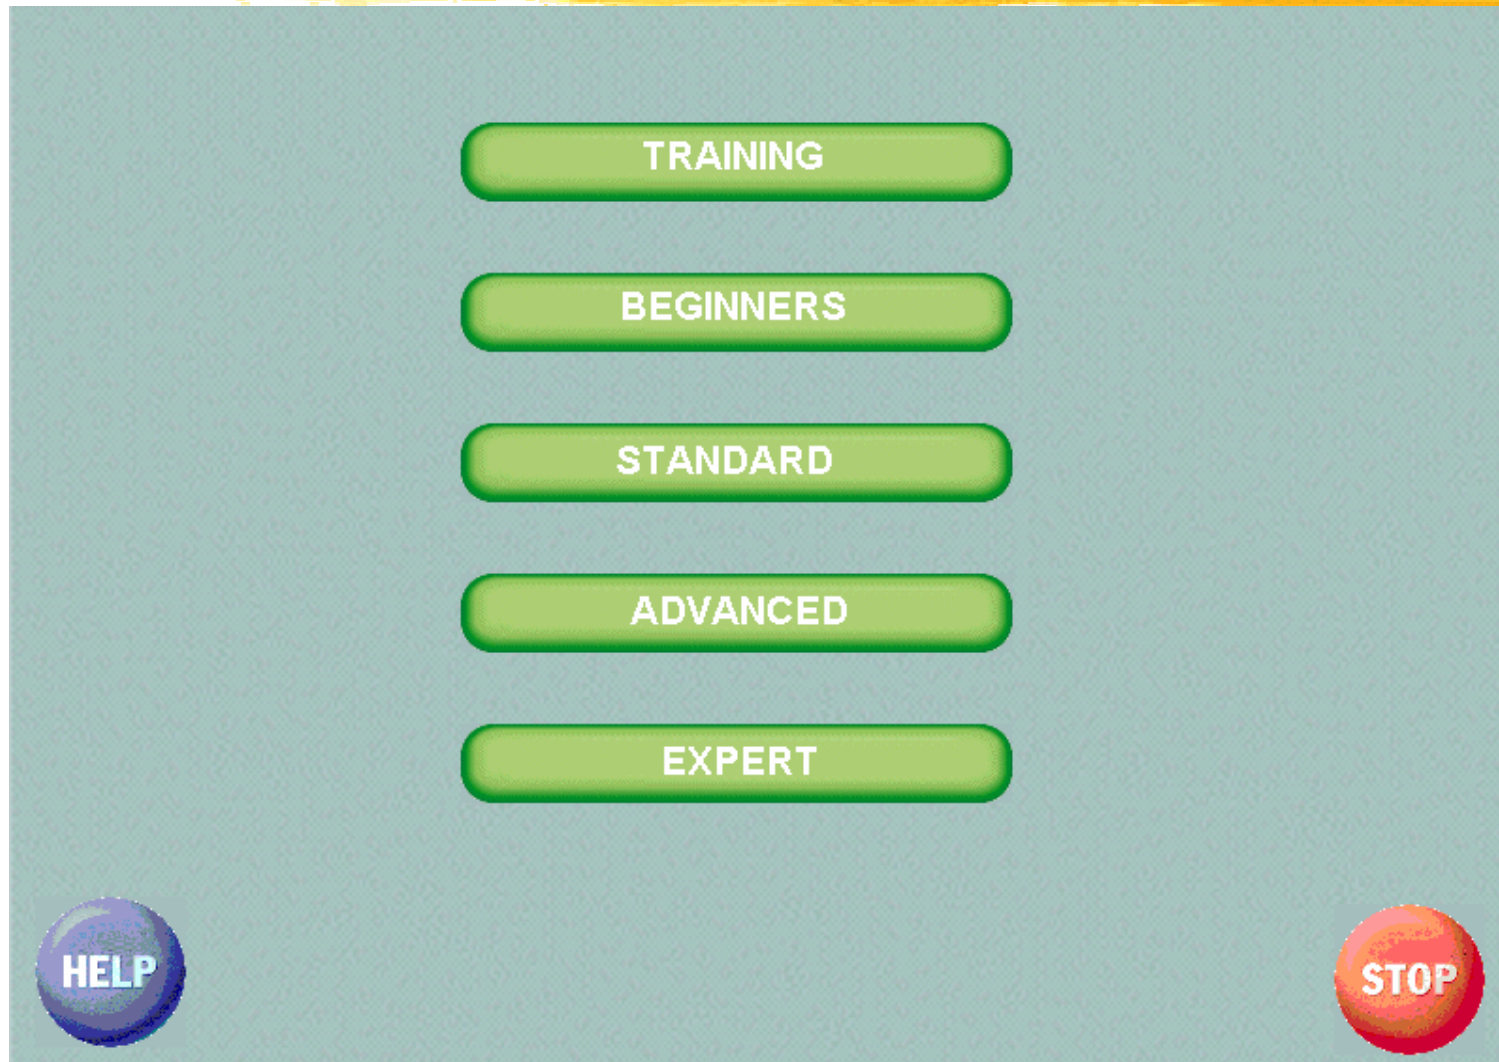 TRAINING
BEGINNERS
STANDARD
ADVANCED
EXPERT
HELP
STOP